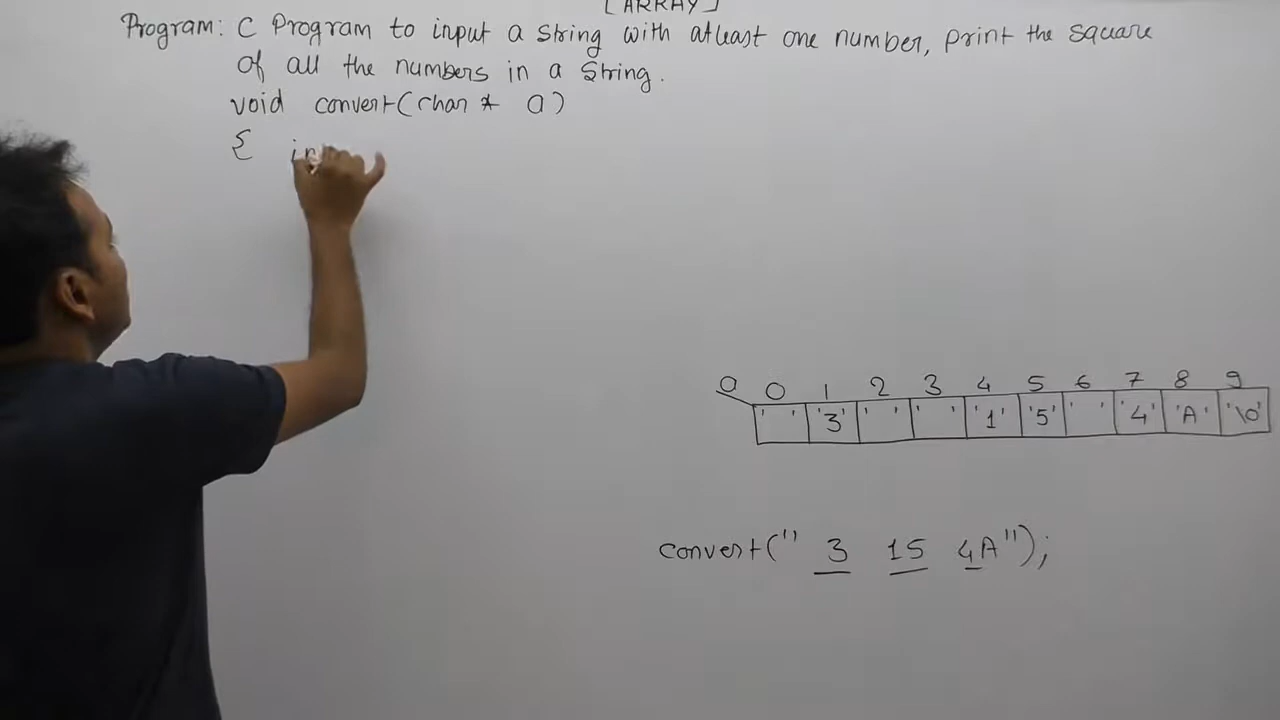 [ARRAY]
Program: C Program to input a string with atleast one number, print the square
of all the numbers in a string.
void convert(char * a)
{ in
a 0 1 2 3 4 5 6 7 8 9
' ' '3' ' ' ' ' '1' '5' ' ' '4' 'A' '\0'
convert(" 3 15 4A");